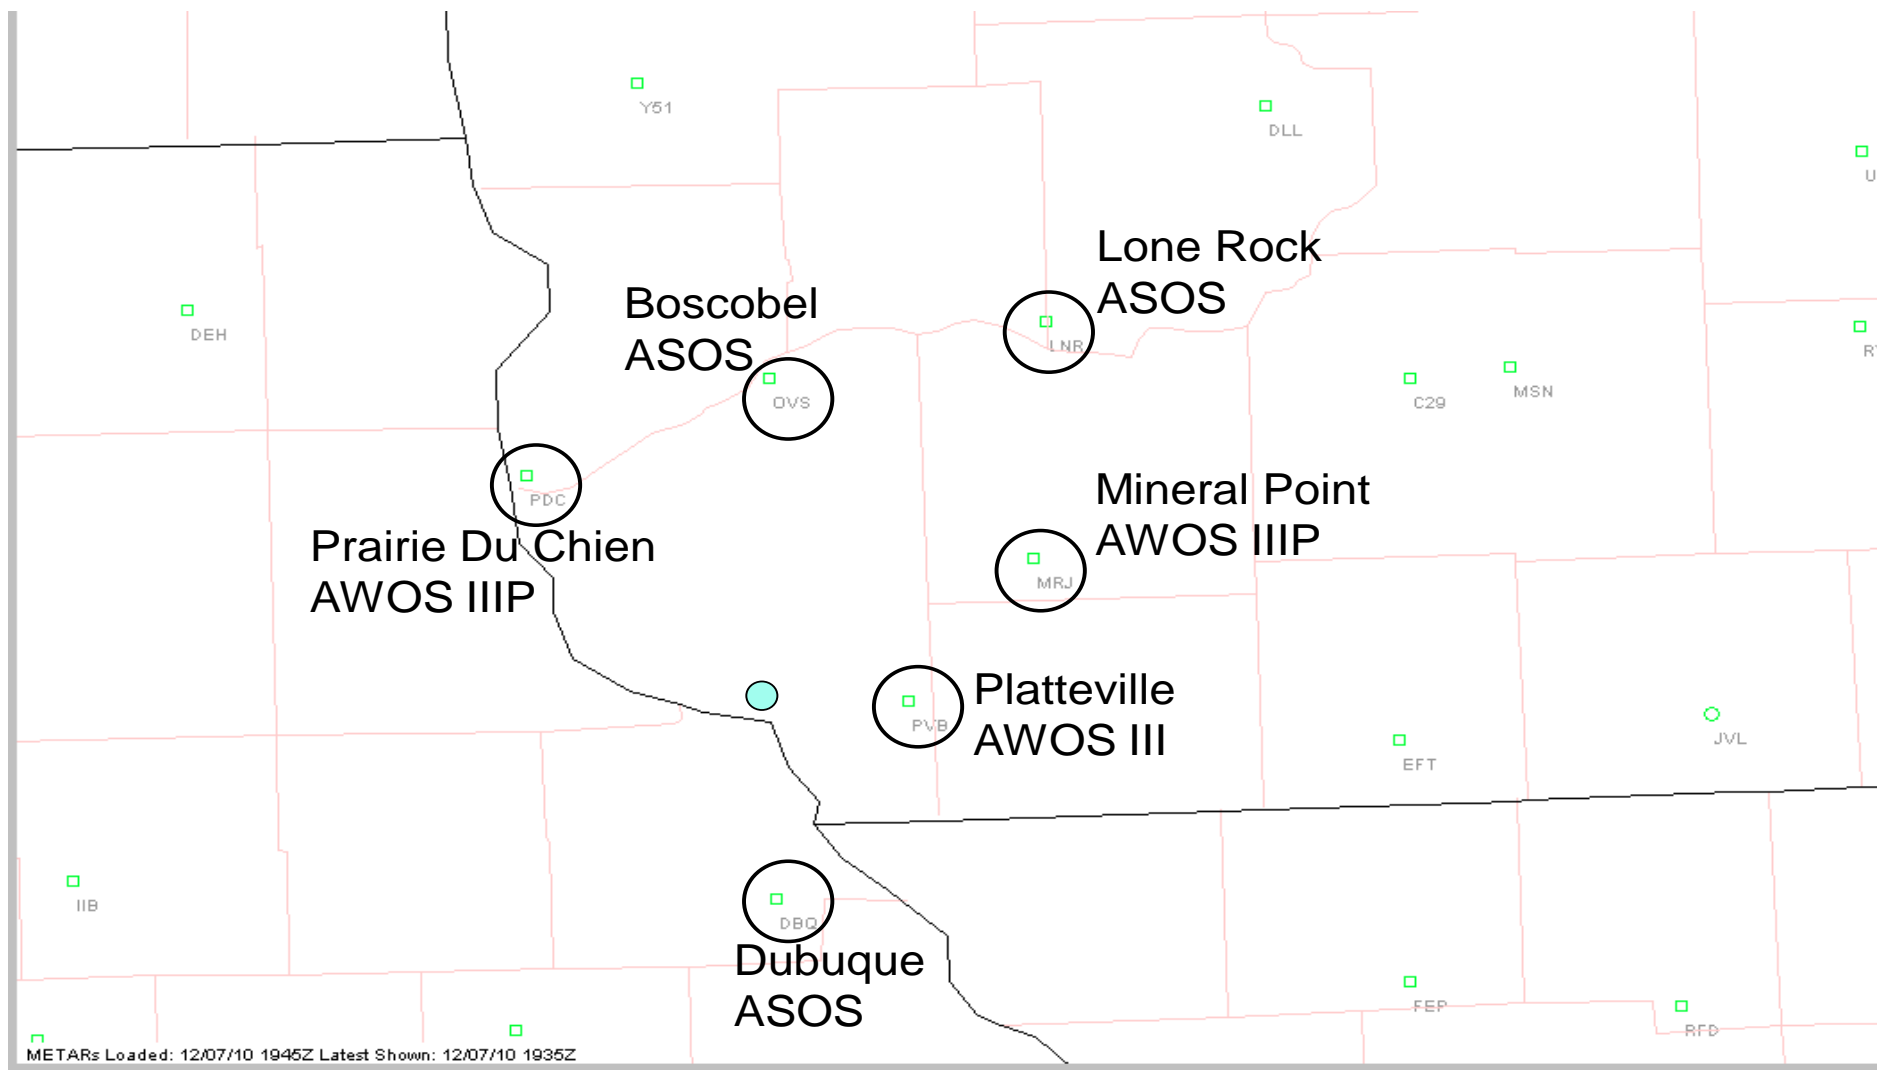 Y51
DLL
U
Lone Rock
ASOS
Boscobel
ASOS
DEH
LNR
R
OVS
C29
MSN
PDC
Mineral Point
AWOS IIIP
Prairie Du Chien
AWOS IIIP
MRJ
Platteville
AWOS III
PVB
JVL
EFT
IIB
DBQ
Dubuque
ASOS
FEP
RFD
METARs Loaded: 12/07/10 1945Z Latest Shown: 12/07/10 1935Z